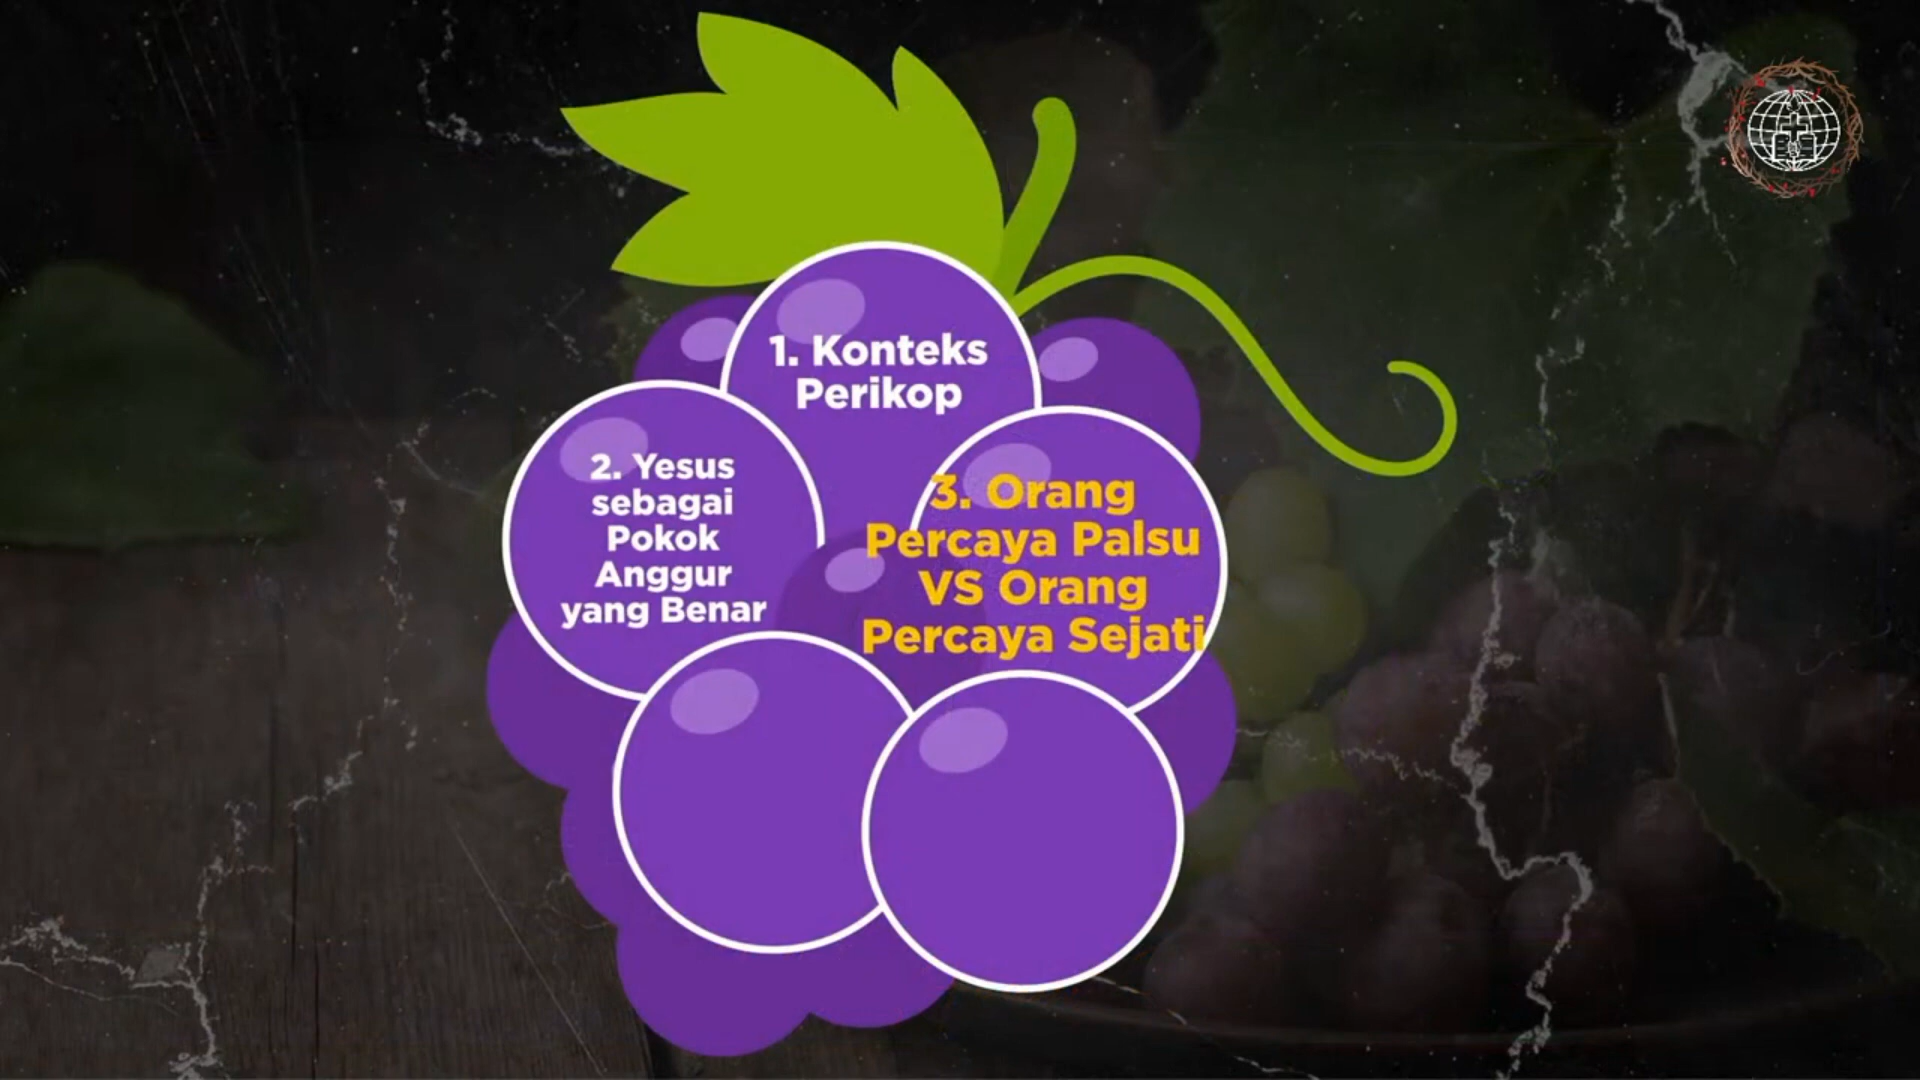 1. Konteks
Perikop
2. Yesus
sebagai
Pokok
Anggur
yang Benar
3. Orang
Percaya Palsu
VS Orang
Percaya Sejati